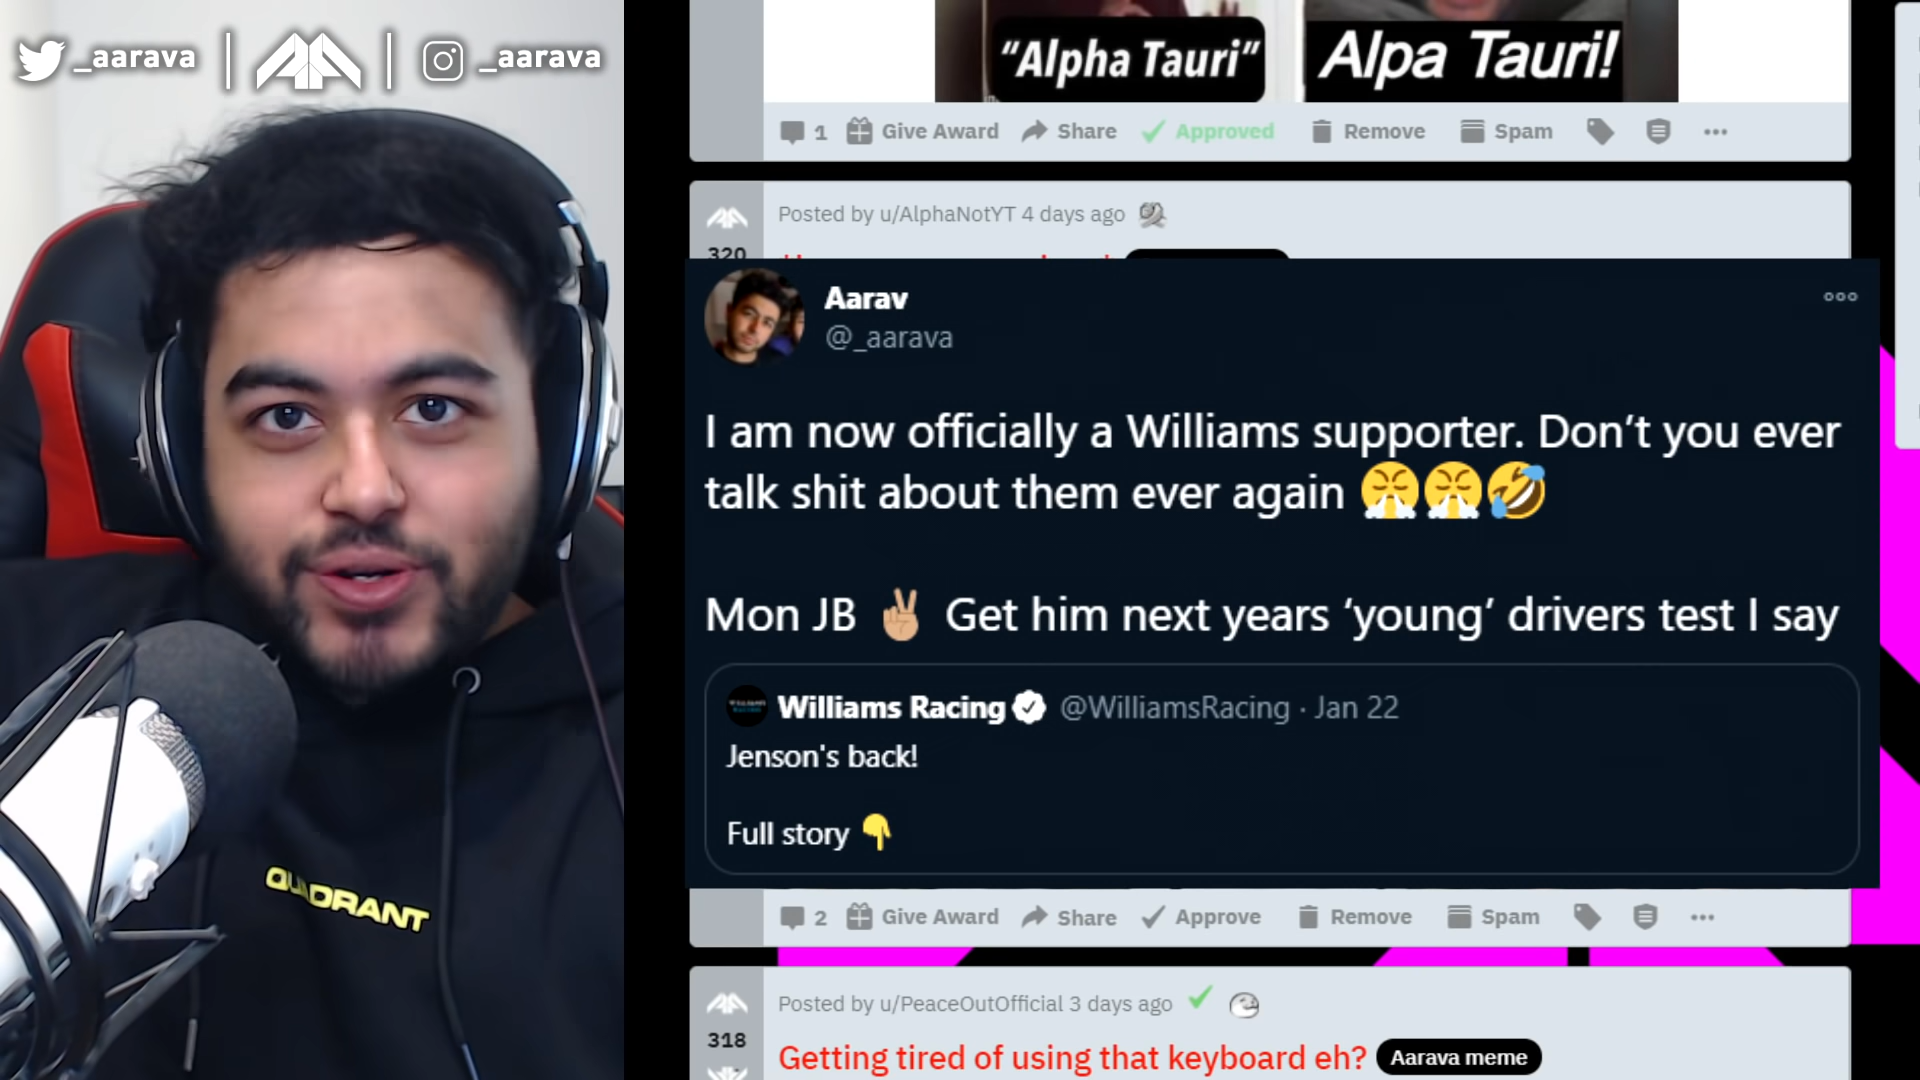 _aarava
_aarava
"Alpha Tauri"
Alpa Tauri!
1 Give Award Share Approved Remove Spam
Posted by u/AlphaNotYT 4 days ago
320
Aarav
@_aarava
I am now officially a Williams supporter. Don’t you ever
talk shit about them ever again 😤😤🤣
Mon JB ✌🏼 Get him next years ‘young’ drivers test I say
Williams Racing @WilliamsRacing · Jan 22
Jenson's back!
Full story 👇
QUADRANT
2 Give Award Share Approve Remove Spam
Posted by u/PeaceOutOfficial 3 days ago
318
Getting tired of using that keyboard eh? Aarava meme